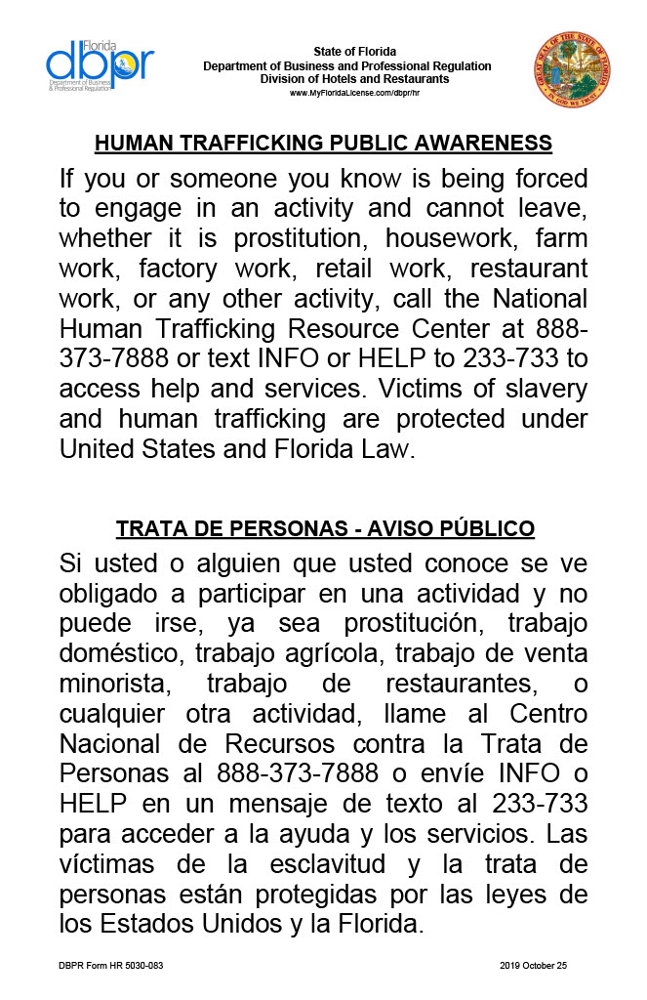 Florida
dbpr
Department of Business
& Professional Regulation
State of Florida
Department of Business and Professional Regulation
Division of Hotels and Restaurants
www.MyFloridaLicense.com/dbpr/hr
GREAT SEAL OF THE STATE OF FLORIDA
IN GOD WE TRUST
HUMAN TRAFFICKING PUBLIC AWARENESS
If you or someone you know is being forced
to engage in an activity and cannot leave,
whether it is prostitution, housework, farm
work, factory work, retail work, restaurant
work, or any other activity, call the National
Human Trafficking Resource Center at 888-
373-7888 or text INFO or HELP to 233-733 to
access help and services. Victims of slavery
and human trafficking are protected under
United States and Florida Law.
TRATA DE PERSONAS - AVISO PÚBLICO
Si usted o alguien que usted conoce se ve
obligado a participar en una actividad y no
puede irse, ya sea prostitución, trabajo
doméstico, trabajo agrícola, trabajo de venta
minorista, trabajo de restaurantes, o
cualquier otra actividad, llame al Centro
Nacional de Recursos contra la Trata de
Personas al 888-373-7888 o envíe INFO o
HELP en un mensaje de texto al 233-733
para acceder a la ayuda y los servicios. Las
víctimas de la esclavitud y la trata de
personas están protegidas por las leyes de
los Estados Unidos y la Florida.
DBPR Form HR 5030-083
2019 October 25